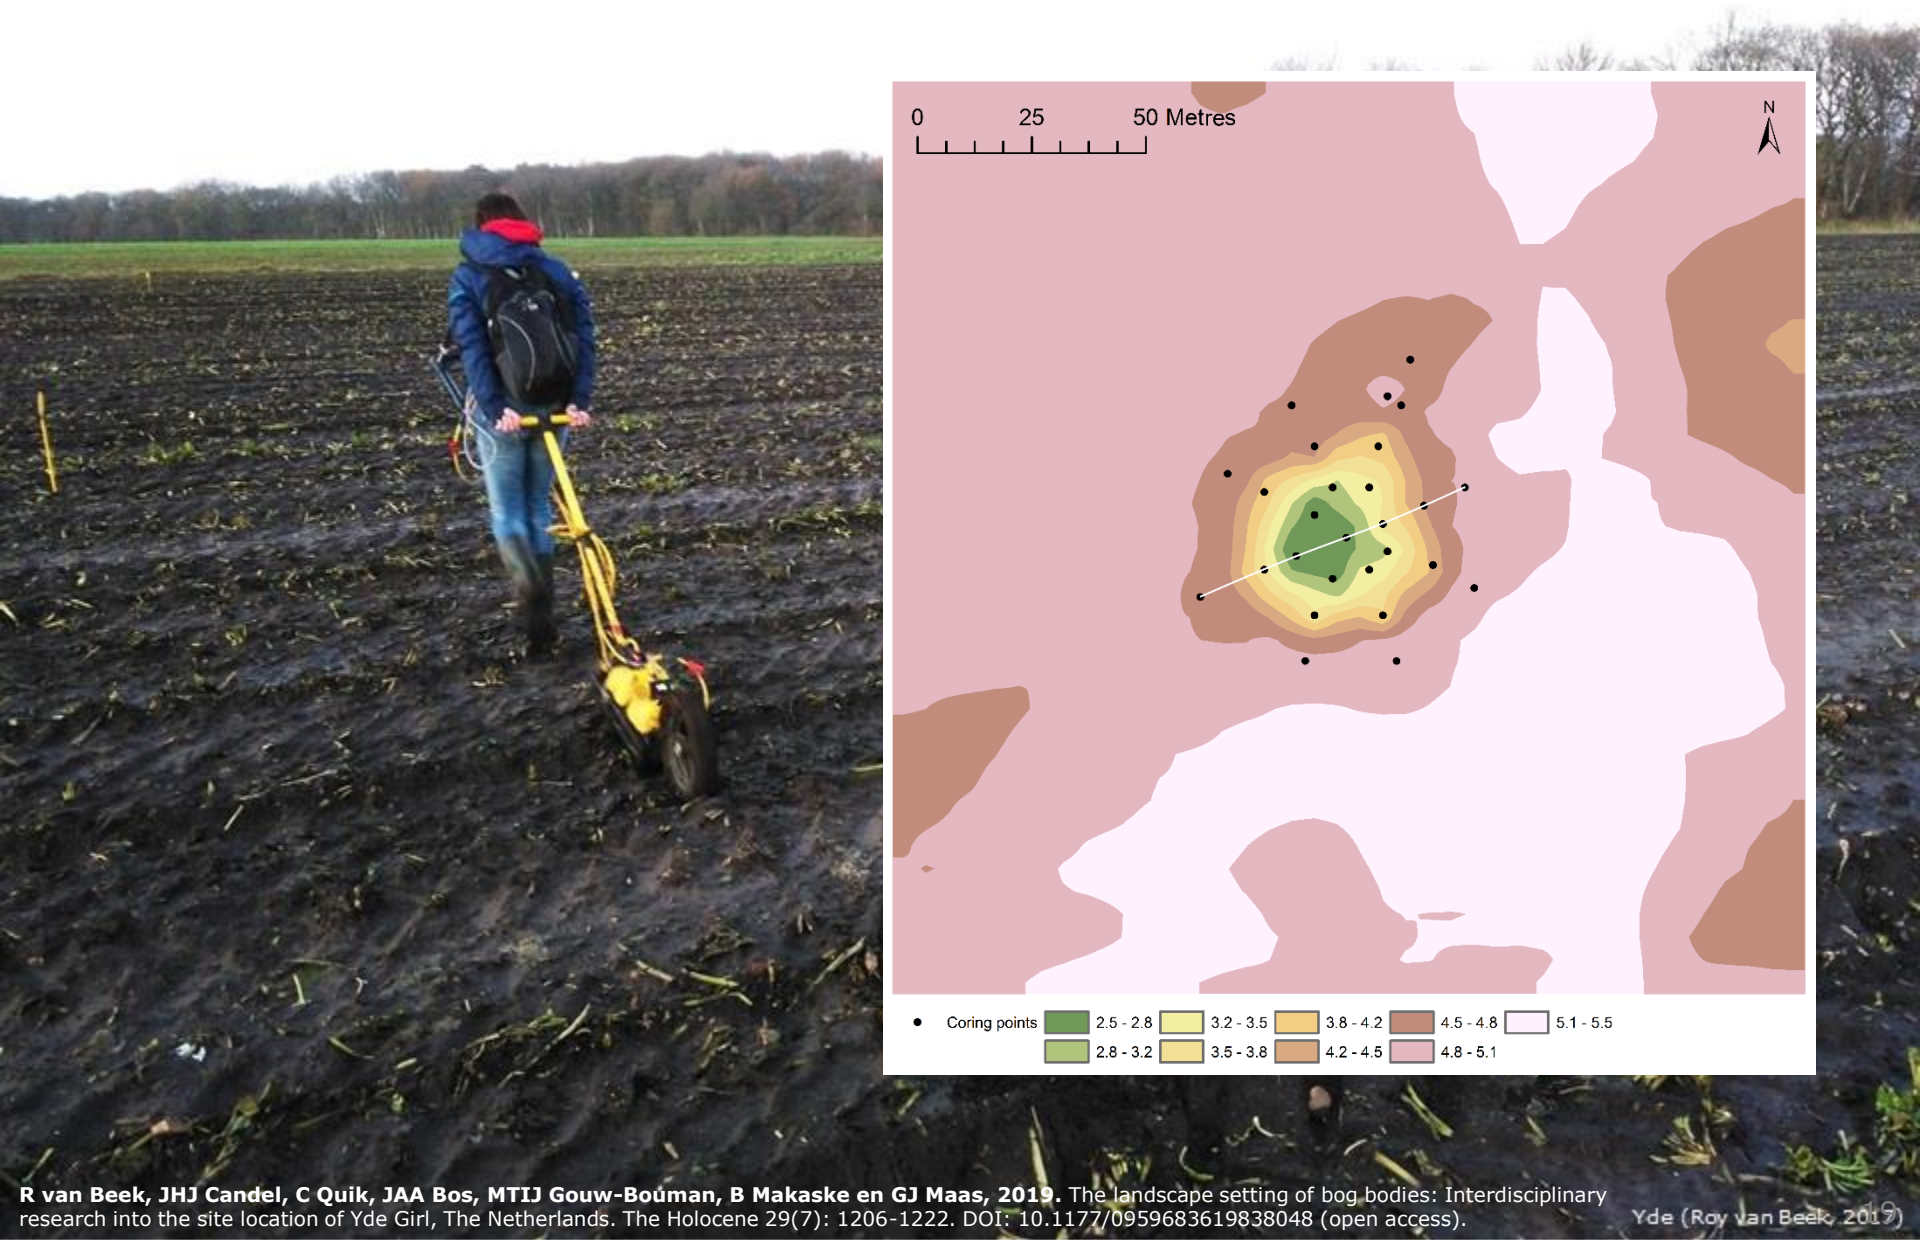 0 25 50 Metres
N
Coring points
2.5 - 2.8
3.2 - 3.5
3.8 - 4.2
4.5 - 4.8
5.1 - 5.5
2.8 - 3.2
3.5 - 3.8
4.2 - 4.5
4.8 - 5.1
R van Beek, JHJ Candel, C Quik, JAA Bos, MTIJ Gouw-Bouman, B Makaske en GJ Maas, 2019. The landscape setting of bog bodies: Interdisciplinary
research into the site location of Yde Girl, The Netherlands. The Holocene 29(7): 1206-1222. DOI: 10.1177/0959683619838048 (open access).
Yde (Roy van Beek, 2017)
19